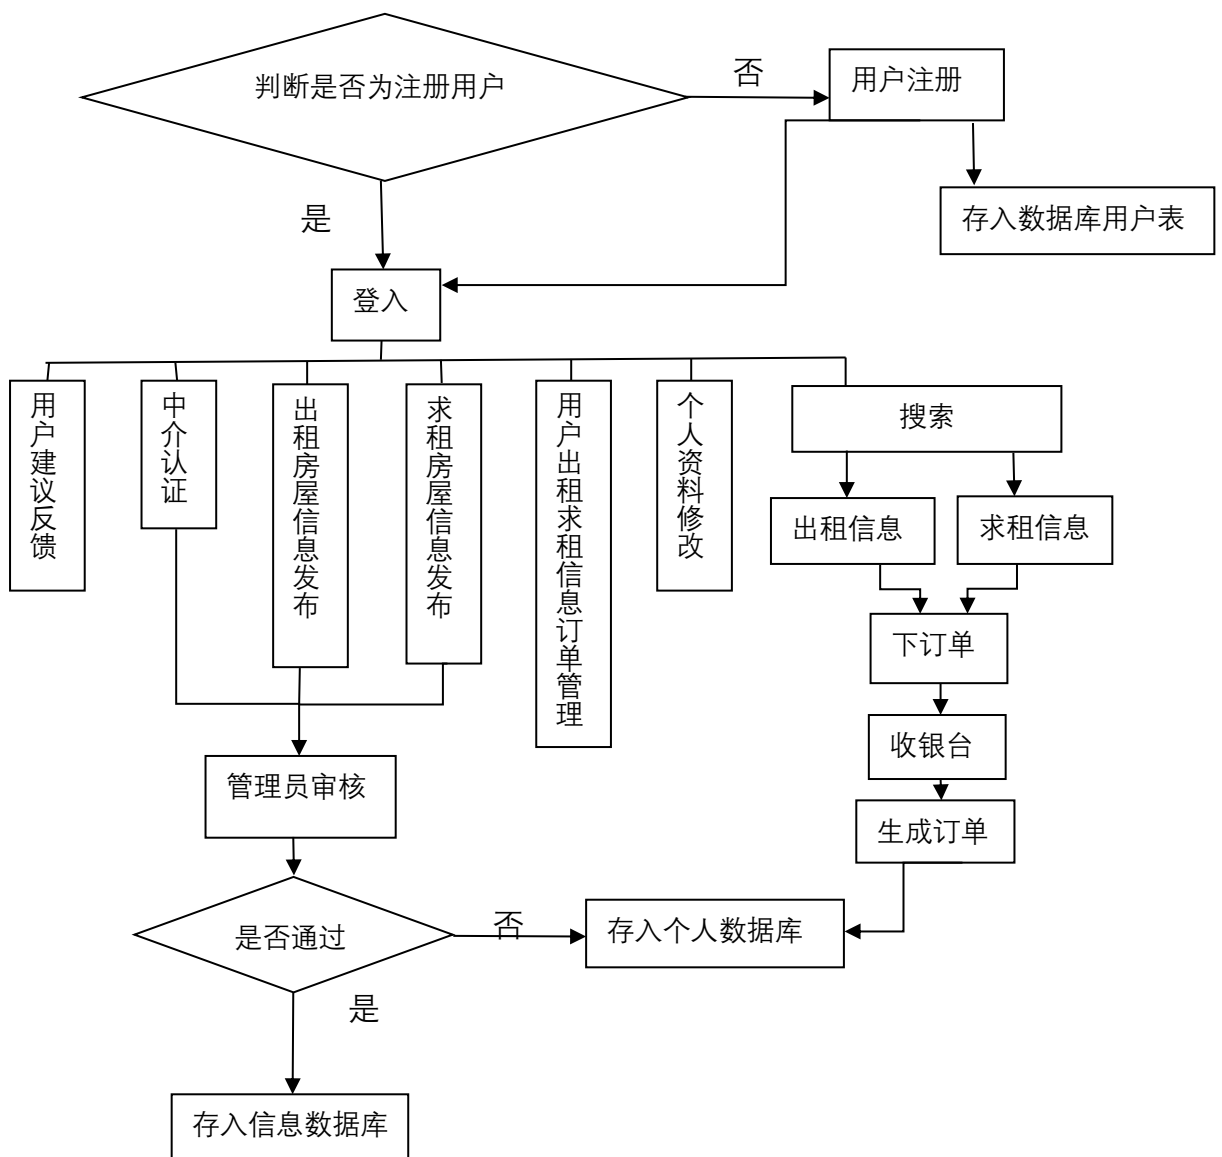 判断是否为注册用户
否
用户注册
存入数据库用户表
是
登入
用户建议反馈
中介认证
出租房屋信息发布
求租房屋信息发布
用户出租求租信息订单管理
个人资料修改
搜索
出租信息
求租信息
下订单
收银台
管理员审核
生成订单
是否通过
否
存入个人数据库
是
存入信息数据库